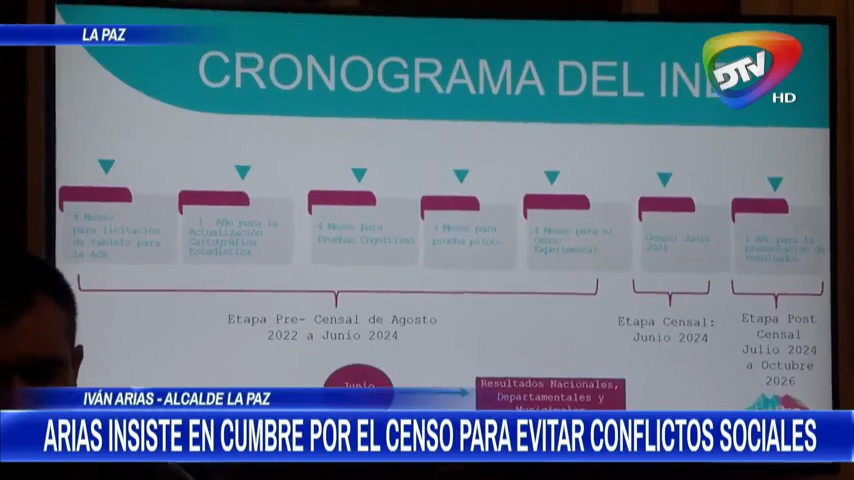 LA PAZ
CRONOGRAMA DEL INE
DTV
HD
4 Meses
para licitación
de Tablets para
la ACE
1 Año para la
Actualización
Cartográfica
Estadística
4 Meses para
Pruebas Cognitivas
3 Meses para
prueba piloto
4 Meses para el
Censo
Experimental
Censo Junio
2024
1 Año para la
presentación de
resultados
Etapa Pre- Censal de Agosto
2022 a Junio 2024
Etapa Censal:
Junio 2024
Etapa Post
Censal
Julio 2024
a Octubre
2026
Junio
Resultados Nacionales,
Departamentales y
Municipales
IVÁN ARIAS - ALCALDE LA PAZ
ARIAS INSISTE EN CUMBRE POR EL CENSO PARA EVITAR CONFLICTOS SOCIALES